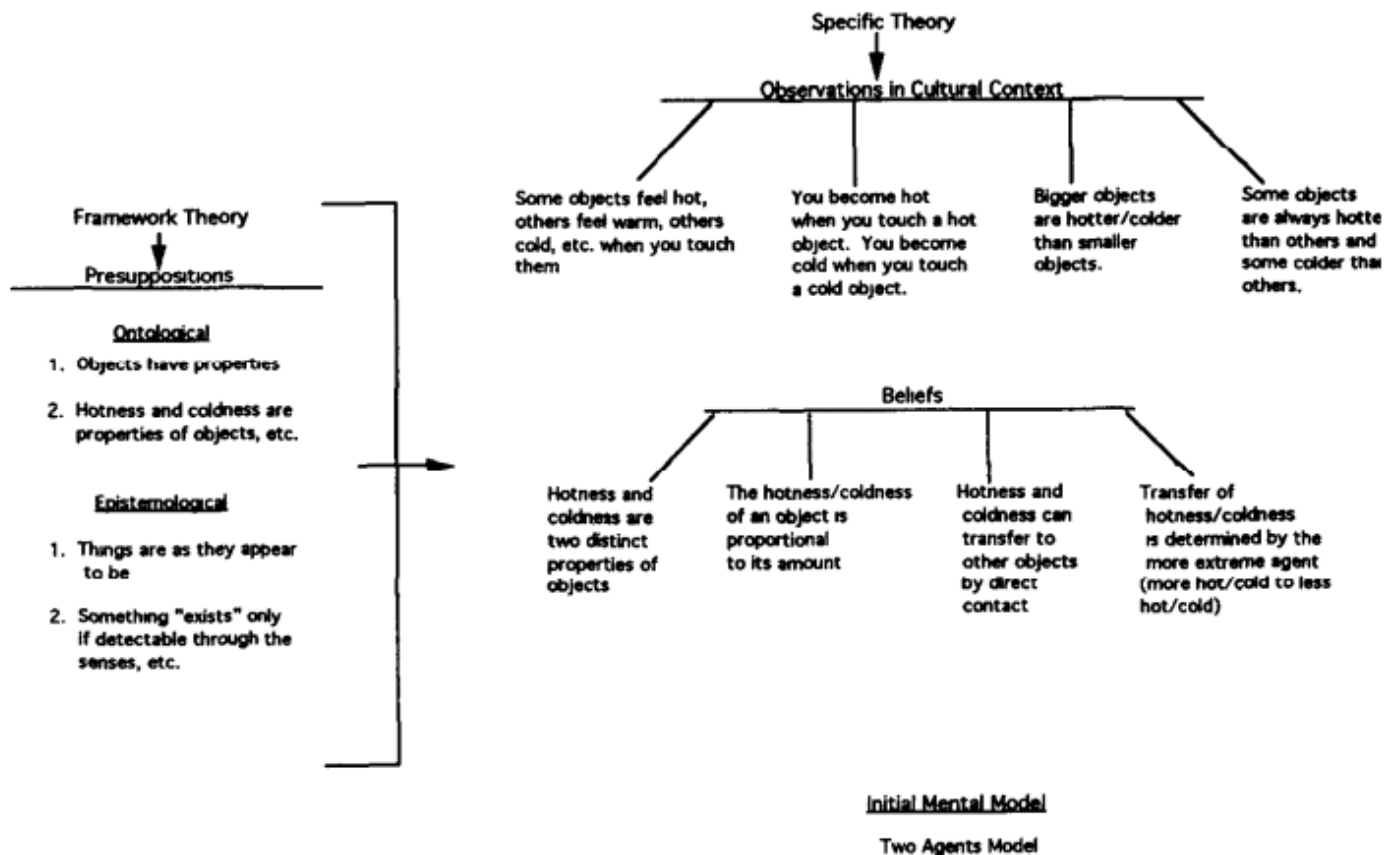 Specific Theory
Observations in Cultural Context
Some objects feel hot,
others feel warm, others
cold, etc. when you touch
them
You become hot
when you touch a hot
object. You become
cold when you touch
a cold object.
Bigger objects
are hotter/colder
than smaller
objects.
Some objects
are always hotte
than others and
some colder tha
others.
Framework Theory
Presuppositions
Ontological
1. Objects have properties
2. Hotness and coldness are
properties of objects, etc.
Epistemological
1. Things are as they appear
to be
2. Something "exists" only
if detectable through the
senses, etc.
Beliefs
Hotness and
coldness are
two distinct
properties of
objects
The hotness/coldness
of an object is
proportional
to its amount
Hotness and
coldness can
transfer to
other objects
by direct
contact
Transfer of
hotness/coldness
is determined by the
more extreme agent
(more hot/cold to less
hot/cold)
Initial Mental Model
Two Agents Model